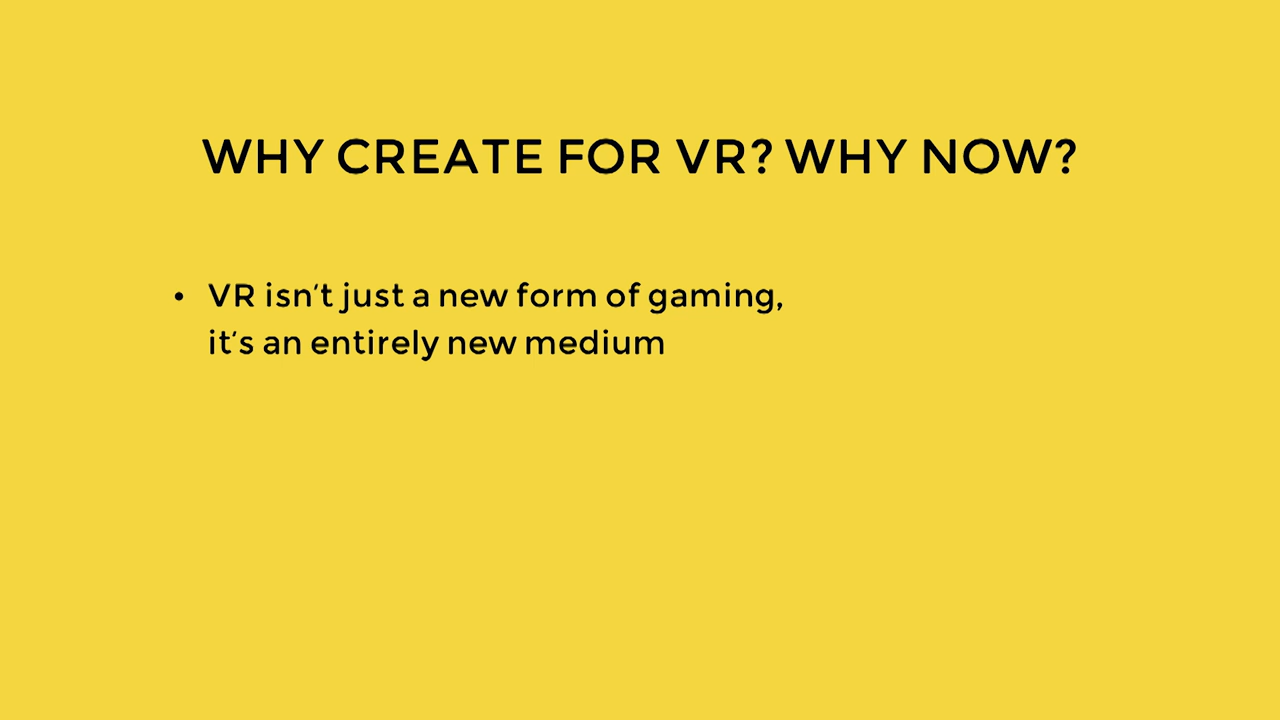 WHY CREATE FOR VR? WHY NOW?
• VR isn't just a new form of gaming,
it's an entirely new medium